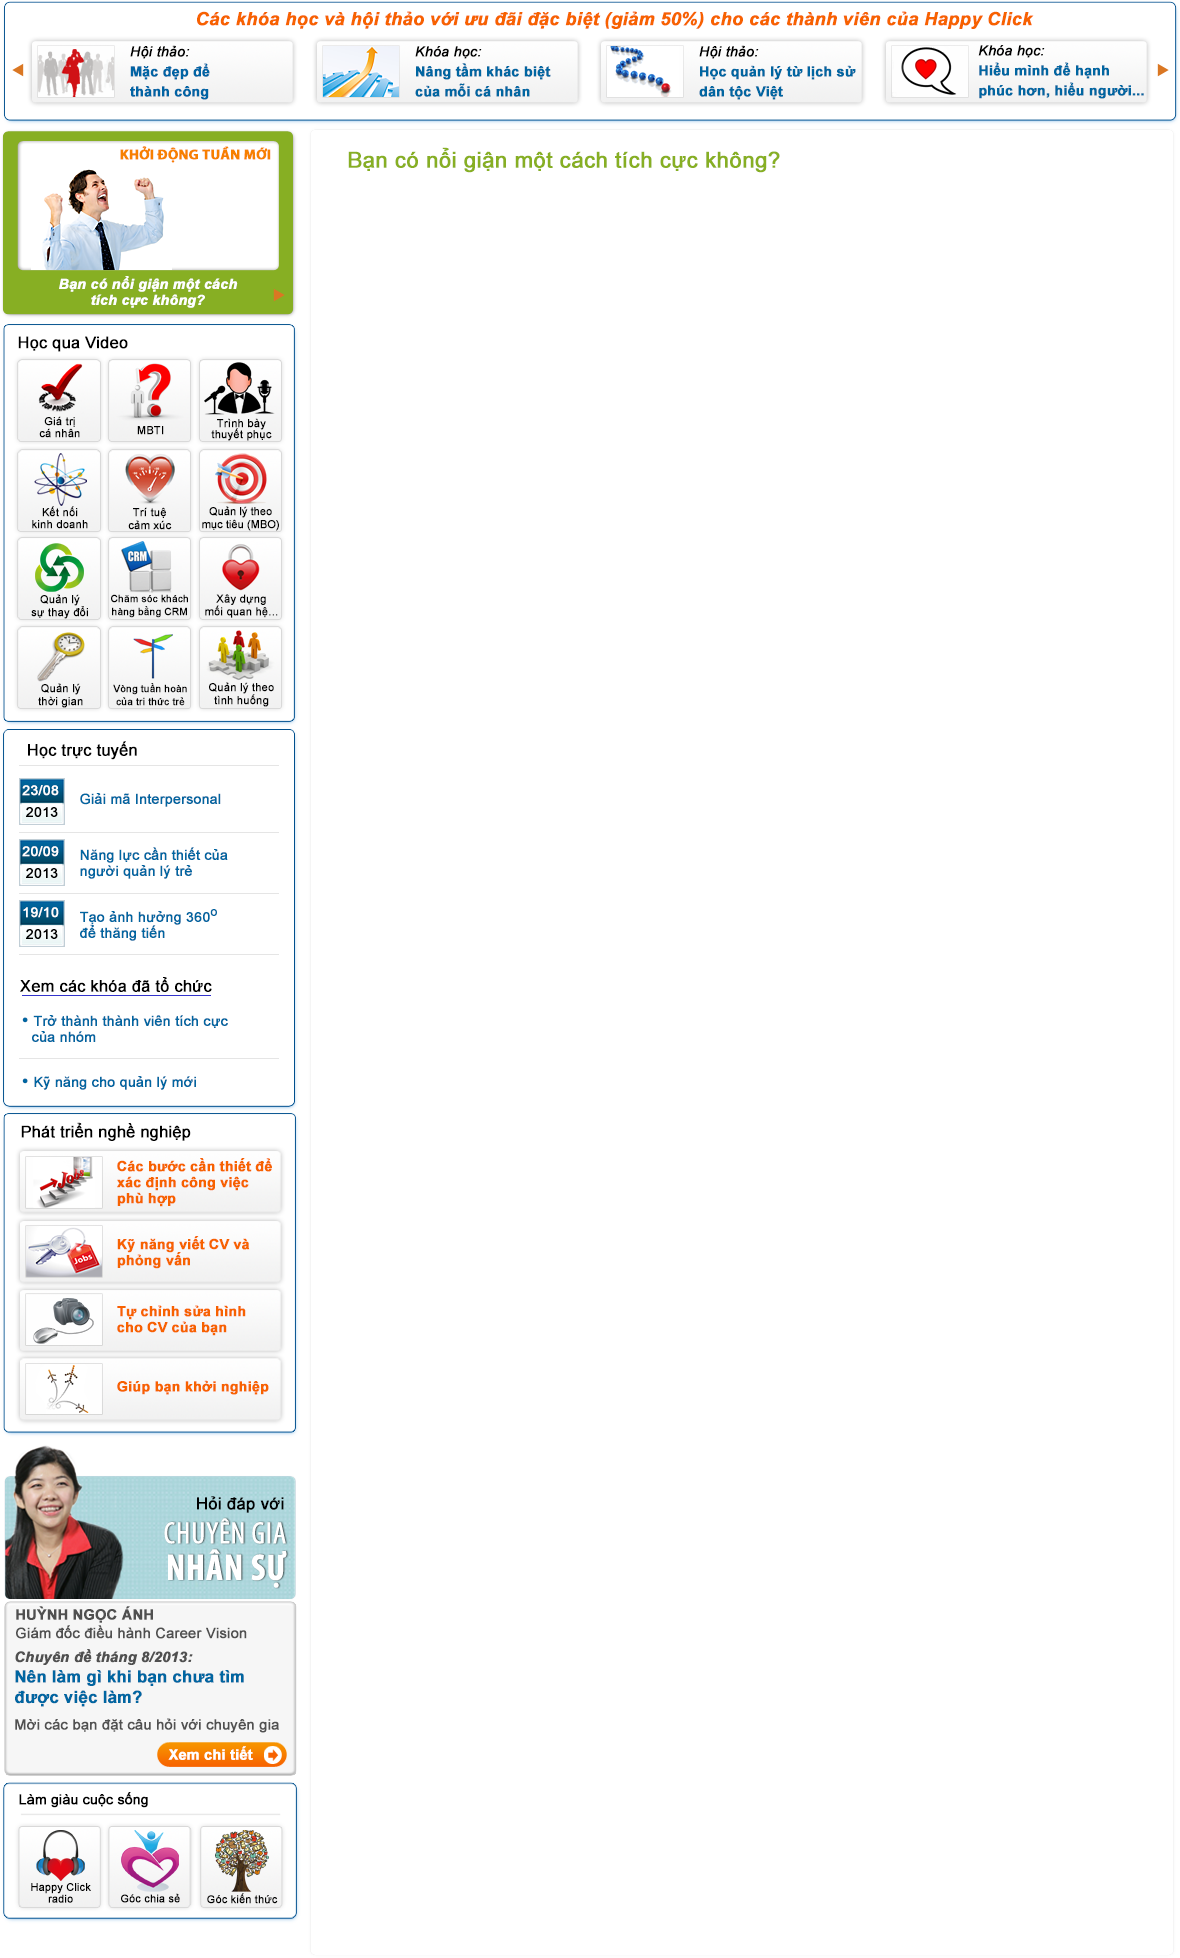 Các khóa học và hội thảo với ưu đãi đặc biệt (giảm 50%) cho các thành viên của Happy Click
Hội thảo:
Mặc đẹp để
thành công
Khóa học:
Nâng tầm khác biệt
của mỗi cá nhân
Hội thảo:
Học quản lý từ lịch sử
dân tộc Việt
Khóa học:
Hiểu mình để hạnh
phúc hơn, hiểu người...
KHỞI ĐỘNG TUẦN MỚI
Bạn có nổi giận một cách
tích cực không?
Bạn có nổi giận một cách tích cực không?
Học qua Video
TOP PRIORITY
Giá trị
cá nhân
MBTI
Trình bày
thuyết phục
Kết nối
kinh doanh
Trí tuệ
cảm xúc
Quản lý theo
mục tiêu (MBO)
Quản lý
sự thay đổi
CRM
Chăm sóc khách
hàng bằng CRM
Xây dựng
mối quan hệ...
Quản lý
thời gian
Vòng tuần hoàn
của tri thức trẻ
Quản lý theo
tình huống
Học trực tuyến
23/08
2013
Giải mã Interpersonal
20/09
2013
Năng lực cần thiết của
người quản lý trẻ
19/10
2013
Tạo ảnh hưởng 360⁰
để thăng tiến
Xem các khóa đã tổ chức
• Trở thành thành viên tích cực
của nhóm
• Kỹ năng cho quản lý mới
Phát triển nghề nghiệp
Job
Các bước cần thiết để
xác định công việc
phù hợp
Jobs
Kỹ năng viết CV và
phỏng vấn
Tự chỉnh sửa hình
cho CV của bạn
Giúp bạn khởi nghiệp
Hỏi đáp với
CHUYÊN GIA
NHÂN SỰ
HUỲNH NGỌC ÁNH
Giám đốc điều hành Career Vision
Chuyên đề tháng 8/2013:
Nên làm gì khi bạn chưa tìm
được việc làm?
Mời các bạn đặt câu hỏi với chuyên gia
Xem chi tiết
Làm giàu cuộc sống
Happy Click
radio
Góc chia sẻ
Góc kiến thức